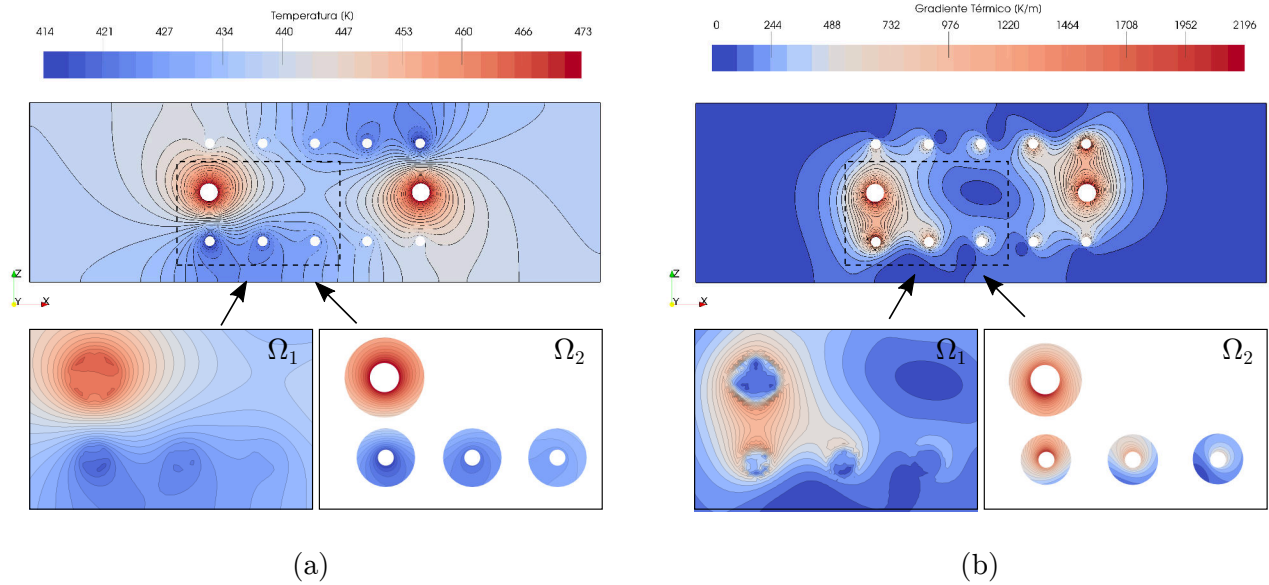 Temperatura (K)
414 421 427 434 440 447 453 460 466 473
Z
Y X
Ω₁
Ω₂
(a)
Gradiente Térmico (K/m)
0 244 488 732 976 1220 1464 1708 1952 2196
Z
Y X
Ω₁
Ω₂
(b)